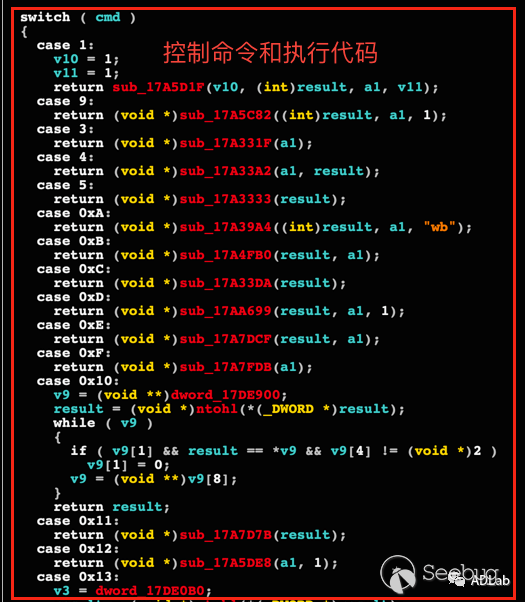 switch ( cmd )
{
case 1:
v10 = 1;
v11 = 1;
return sub_17A5D1F(v10, (int)result, a1, v11);
case 9:
return (void *)sub_17A5C82((int)result, a1, 1);
case 3:
return (void *)sub_17A331F(a1);
case 4:
return (void *)sub_17A33A2(a1, result);
case 5:
return (void *)sub_17A3333(result);
case 0xA:
return (void *)sub_17A39A4((int)result, a1, "wb");
case 0xB:
return (void *)sub_17A4FB0(result, a1);
case 0xC:
return (void *)sub_17A33DA(result);
case 0xD:
return (void *)sub_17AA699(result, a1, 1);
case 0xE:
return (void *)sub_17A7DCF(result, a1);
case 0xF:
return (void *)sub_17A7FDB(a1);
case 0x10:
v9 = (void **)dword_17DE900;
result = (void *)ntohl(*(_DWORD *)result);
while ( v9 )
{
if ( v9[1] && result == *v9 && v9[4] != (void *)2 )
v9[1] = 0;
v9 = (void **)v9[8];
}
return result;
case 0x11:
return (void *)sub_17A7D7B(result);
case 0x12:
return (void *)sub_17A5DE8(a1, 1);
case 0x13:
v3 = dword_17DE0B0;
控制命令和执行代码
Seebug
ADLab